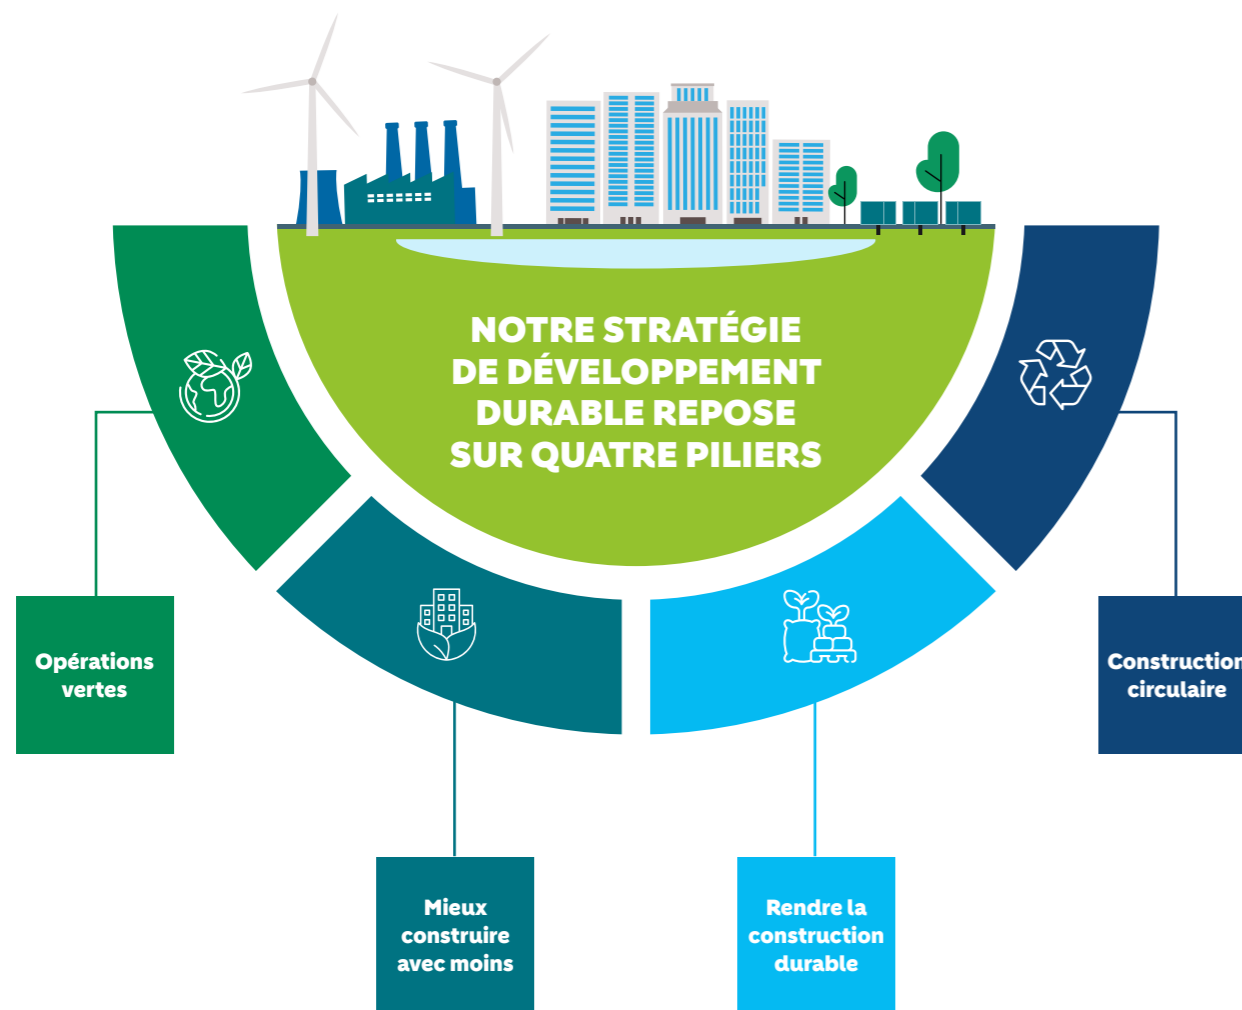 NOTRE STRATÉGIE
DE DÉVELOPPEMENT
DURABLE REPOSE
SUR QUATRE PILIERS
Opérations
vertes
Mieux
construire
avec moins
Rendre la
construction
durable
Construction
circulaire